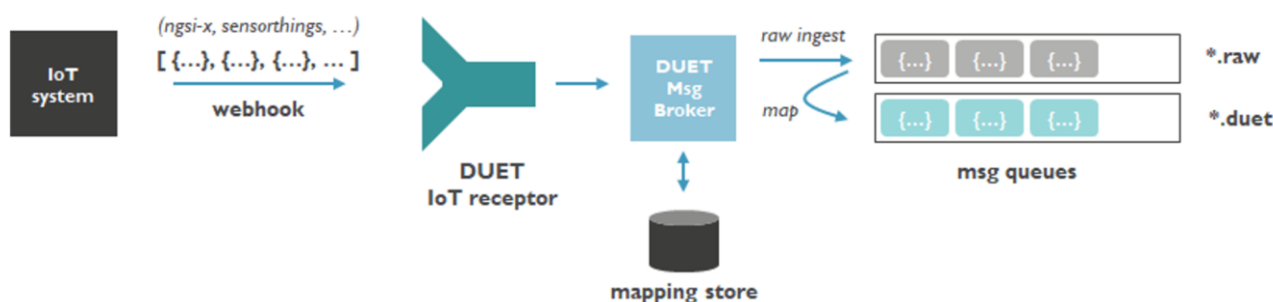 IoT
system
(ngsi-x, sensorthings, ...)
[ {...}, {...}, {...}, ... ]
webhook
DUET
IoT receptor
DUET
Msg
Broker
mapping store
raw ingest
map
{...} {...} {...}
*.raw
{...} {...} {...}
*.duet
msg queues